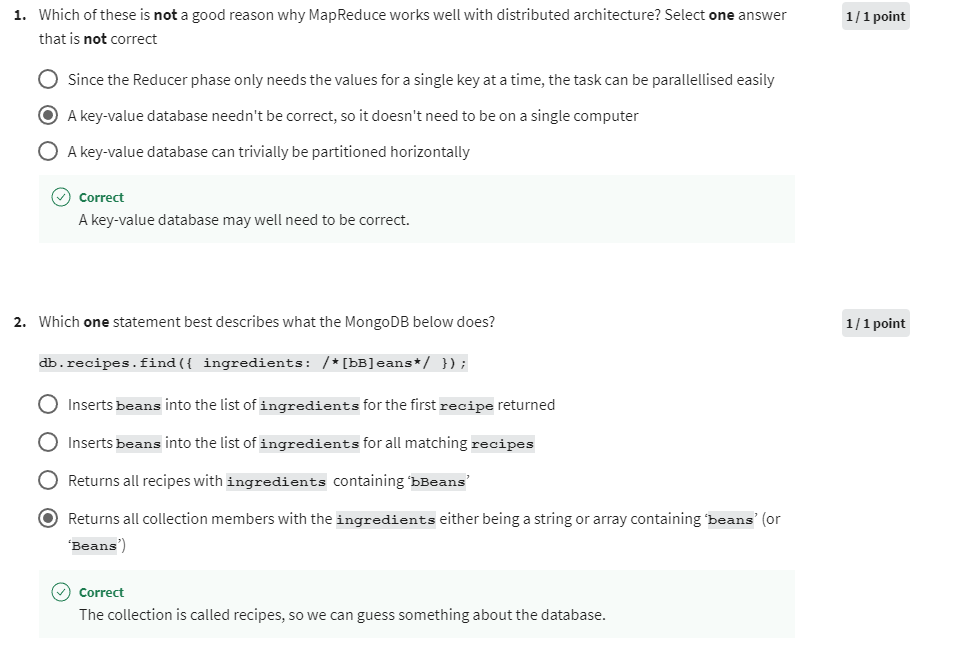 1. Which of these is not a good reason why MapReduce works well with distributed architecture? Select one answer
that is not correct
1 / 1 point
Since the Reducer phase only needs the values for a single key at a time, the task can be parallellised easily
A key-value database needn't be correct, so it doesn't need to be on a single computer
A key-value database can trivially be partitioned horizontally
Correct
A key-value database may well need to be correct.
2. Which one statement best describes what the MongoDB below does?
1 / 1 point
db.recipes.find({ ingredients: /*[bB]eans*/ });
Inserts beans into the list of ingredients for the first recipe returned
Inserts beans into the list of ingredients for all matching recipes
Returns all recipes with ingredients containing ‘bBeans’
Returns all collection members with the ingredients either being a string or array containing ‘beans’ (or
‘Beans’)
Correct
The collection is called recipes, so we can guess something about the database.